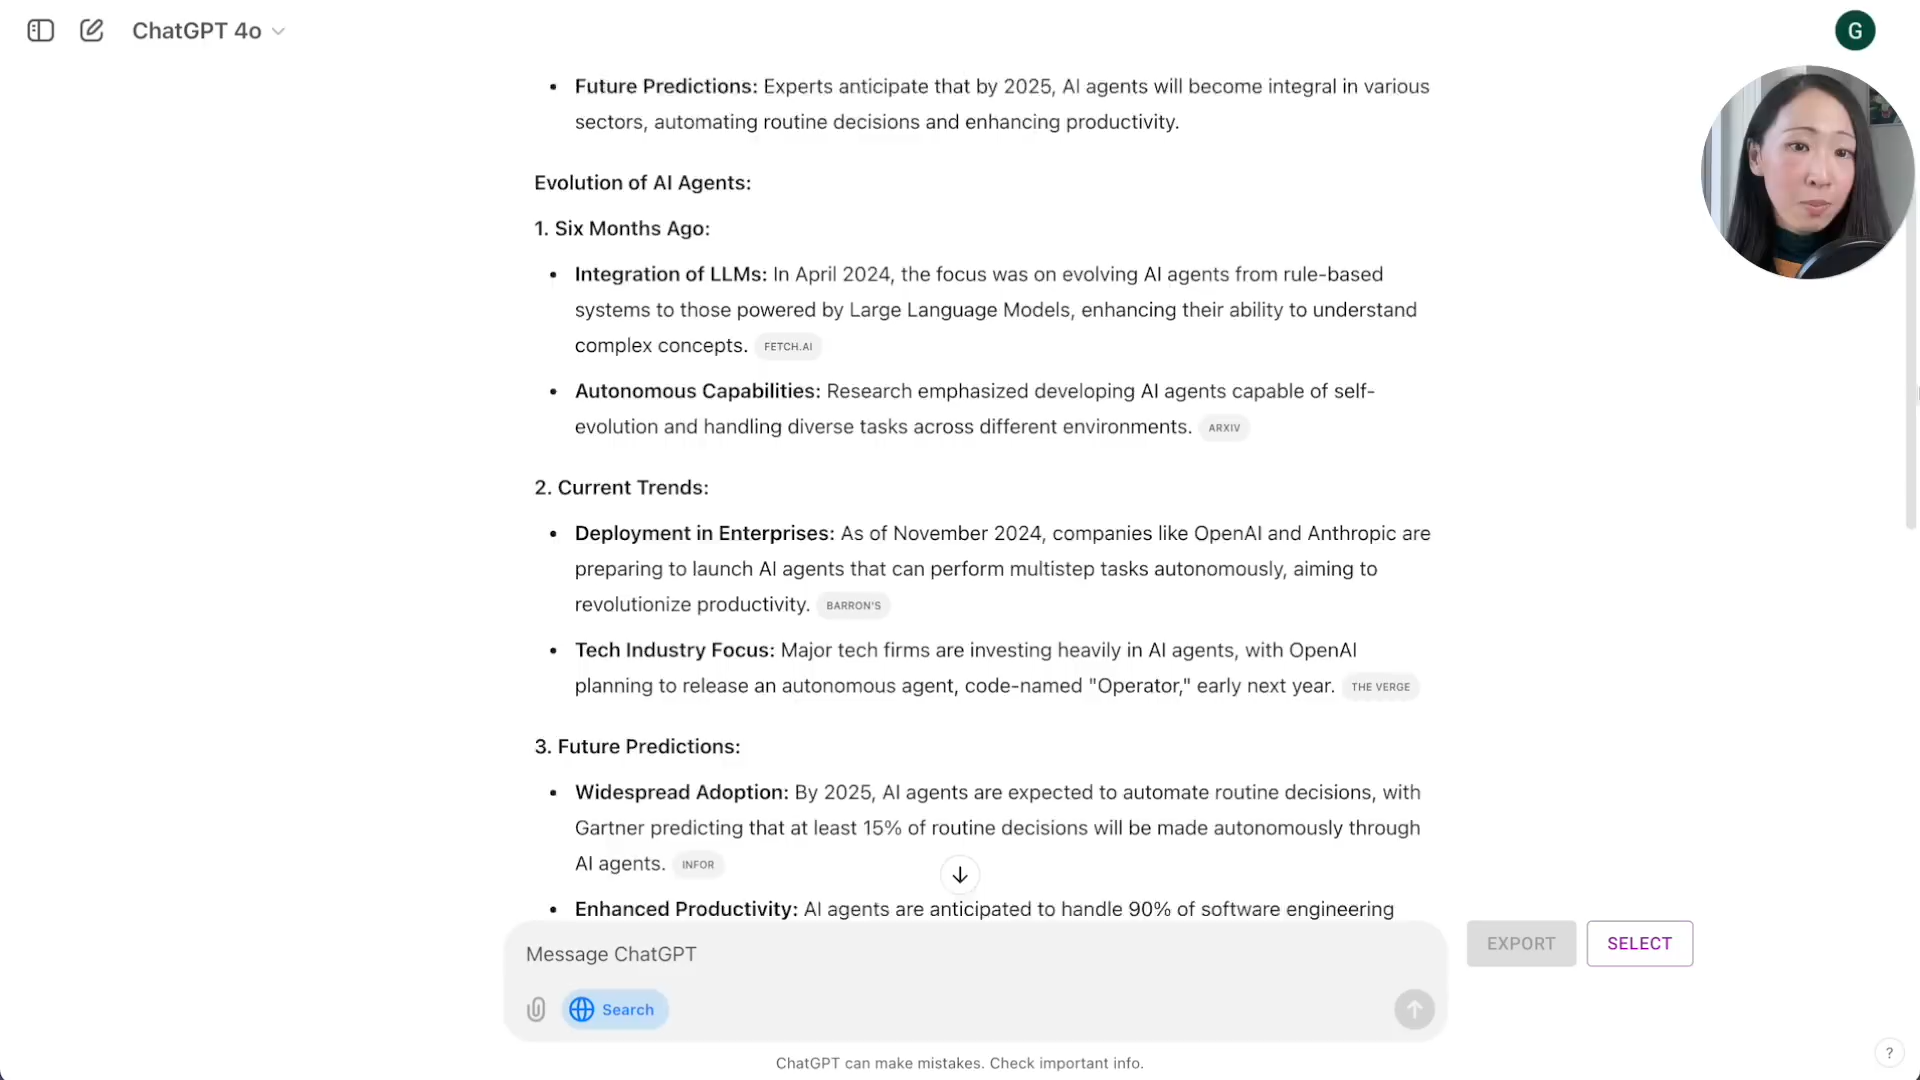 ChatGPT 4o
G
Future Predictions: Experts anticipate that by 2025, AI agents will become integral in various
sectors, automating routine decisions and enhancing productivity.
Evolution of AI Agents:
1. Six Months Ago:
Integration of LLMs: In April 2024, the focus was on evolving AI agents from rule-based
systems to those powered by Large Language Models, enhancing their ability to understand
complex concepts. FETCH.AI
Autonomous Capabilities: Research emphasized developing AI agents capable of self-
evolution and handling diverse tasks across different environments. ARXIV
2. Current Trends:
Deployment in Enterprises: As of November 2024, companies like OpenAI and Anthropic are
preparing to launch AI agents that can perform multistep tasks autonomously, aiming to
revolutionize productivity. BARRON'S
Tech Industry Focus: Major tech firms are investing heavily in AI agents, with OpenAI
planning to release an autonomous agent, code-named "Operator," early next year. THE VERGE
3. Future Predictions:
Widespread Adoption: By 2025, AI agents are expected to automate routine decisions, with
Gartner predicting that at least 15% of routine decisions will be made autonomously through
AI agents. INFOR
Enhanced Productivity: AI agents are anticipated to handle 90% of software engineering
Message ChatGPT
Search
EXPORT
SELECT
ChatGPT can make mistakes. Check important info.
?